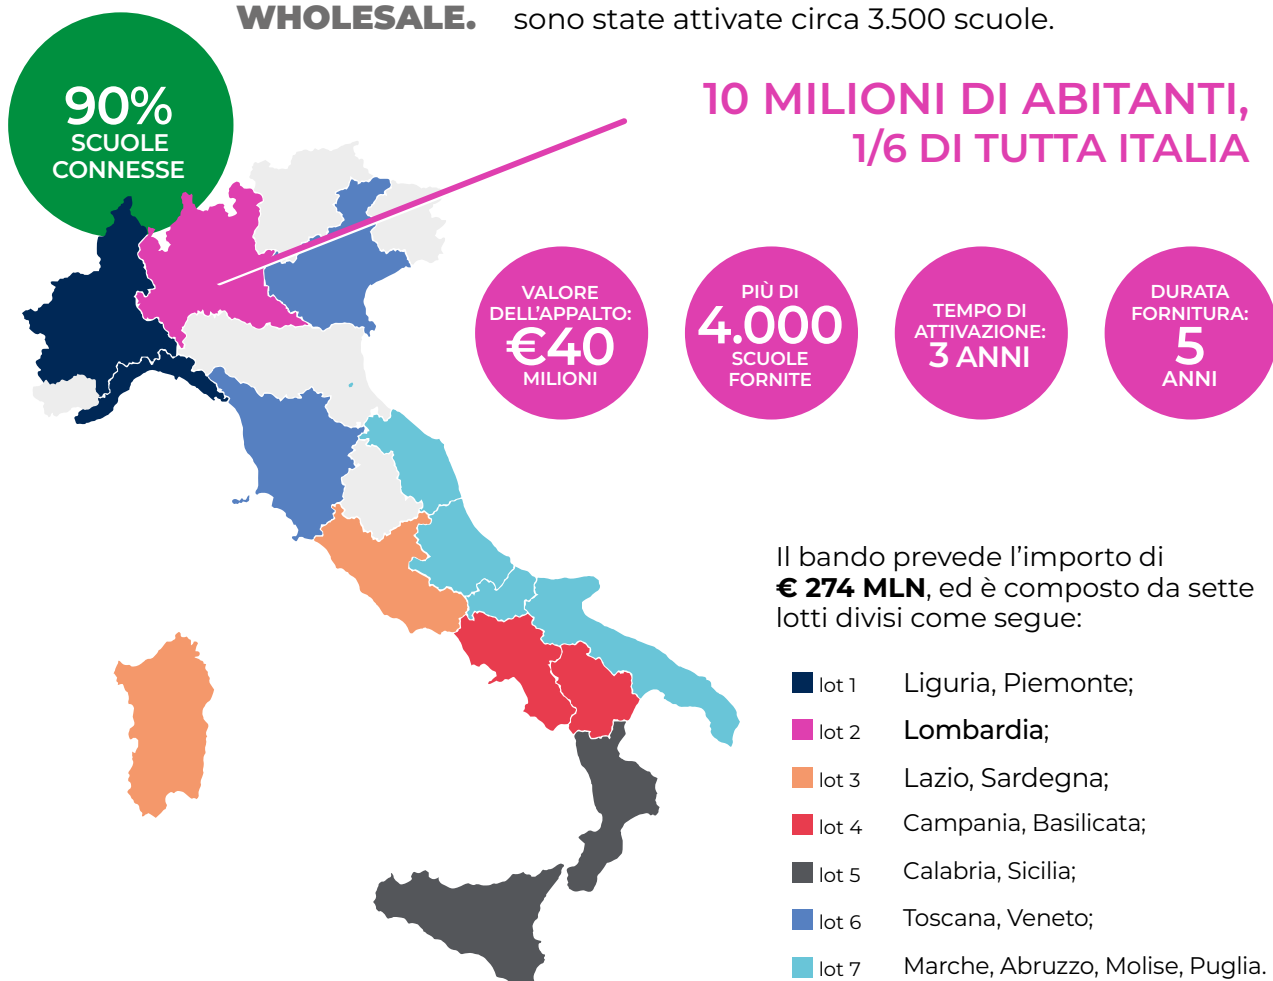 WHOLESALE.
sono state attivate circa 3.500 scuole.
90%
SCUOLE
CONNESSE
10 MILIONI DI ABITANTI,
1/6 DI TUTTA ITALIA
VALORE
DELL'APPALTO:
€40
MILIONI
PIÙ DI
4.000
SCUOLE
FORNITE
TEMPO DI
ATTIVAZIONE:
3 ANNI
DURATA
FORNITURA:
5
ANNI
Il bando prevede l'importo di
€ 274 MLN, ed è composto da sette
lotti divisi come segue:
lot 1 Liguria, Piemonte;
lot 2 Lombardia;
lot 3 Lazio, Sardegna;
lot 4 Campania, Basilicata;
lot 5 Calabria, Sicilia;
lot 6 Toscana, Veneto;
lot 7 Marche, Abruzzo, Molise, Puglia.